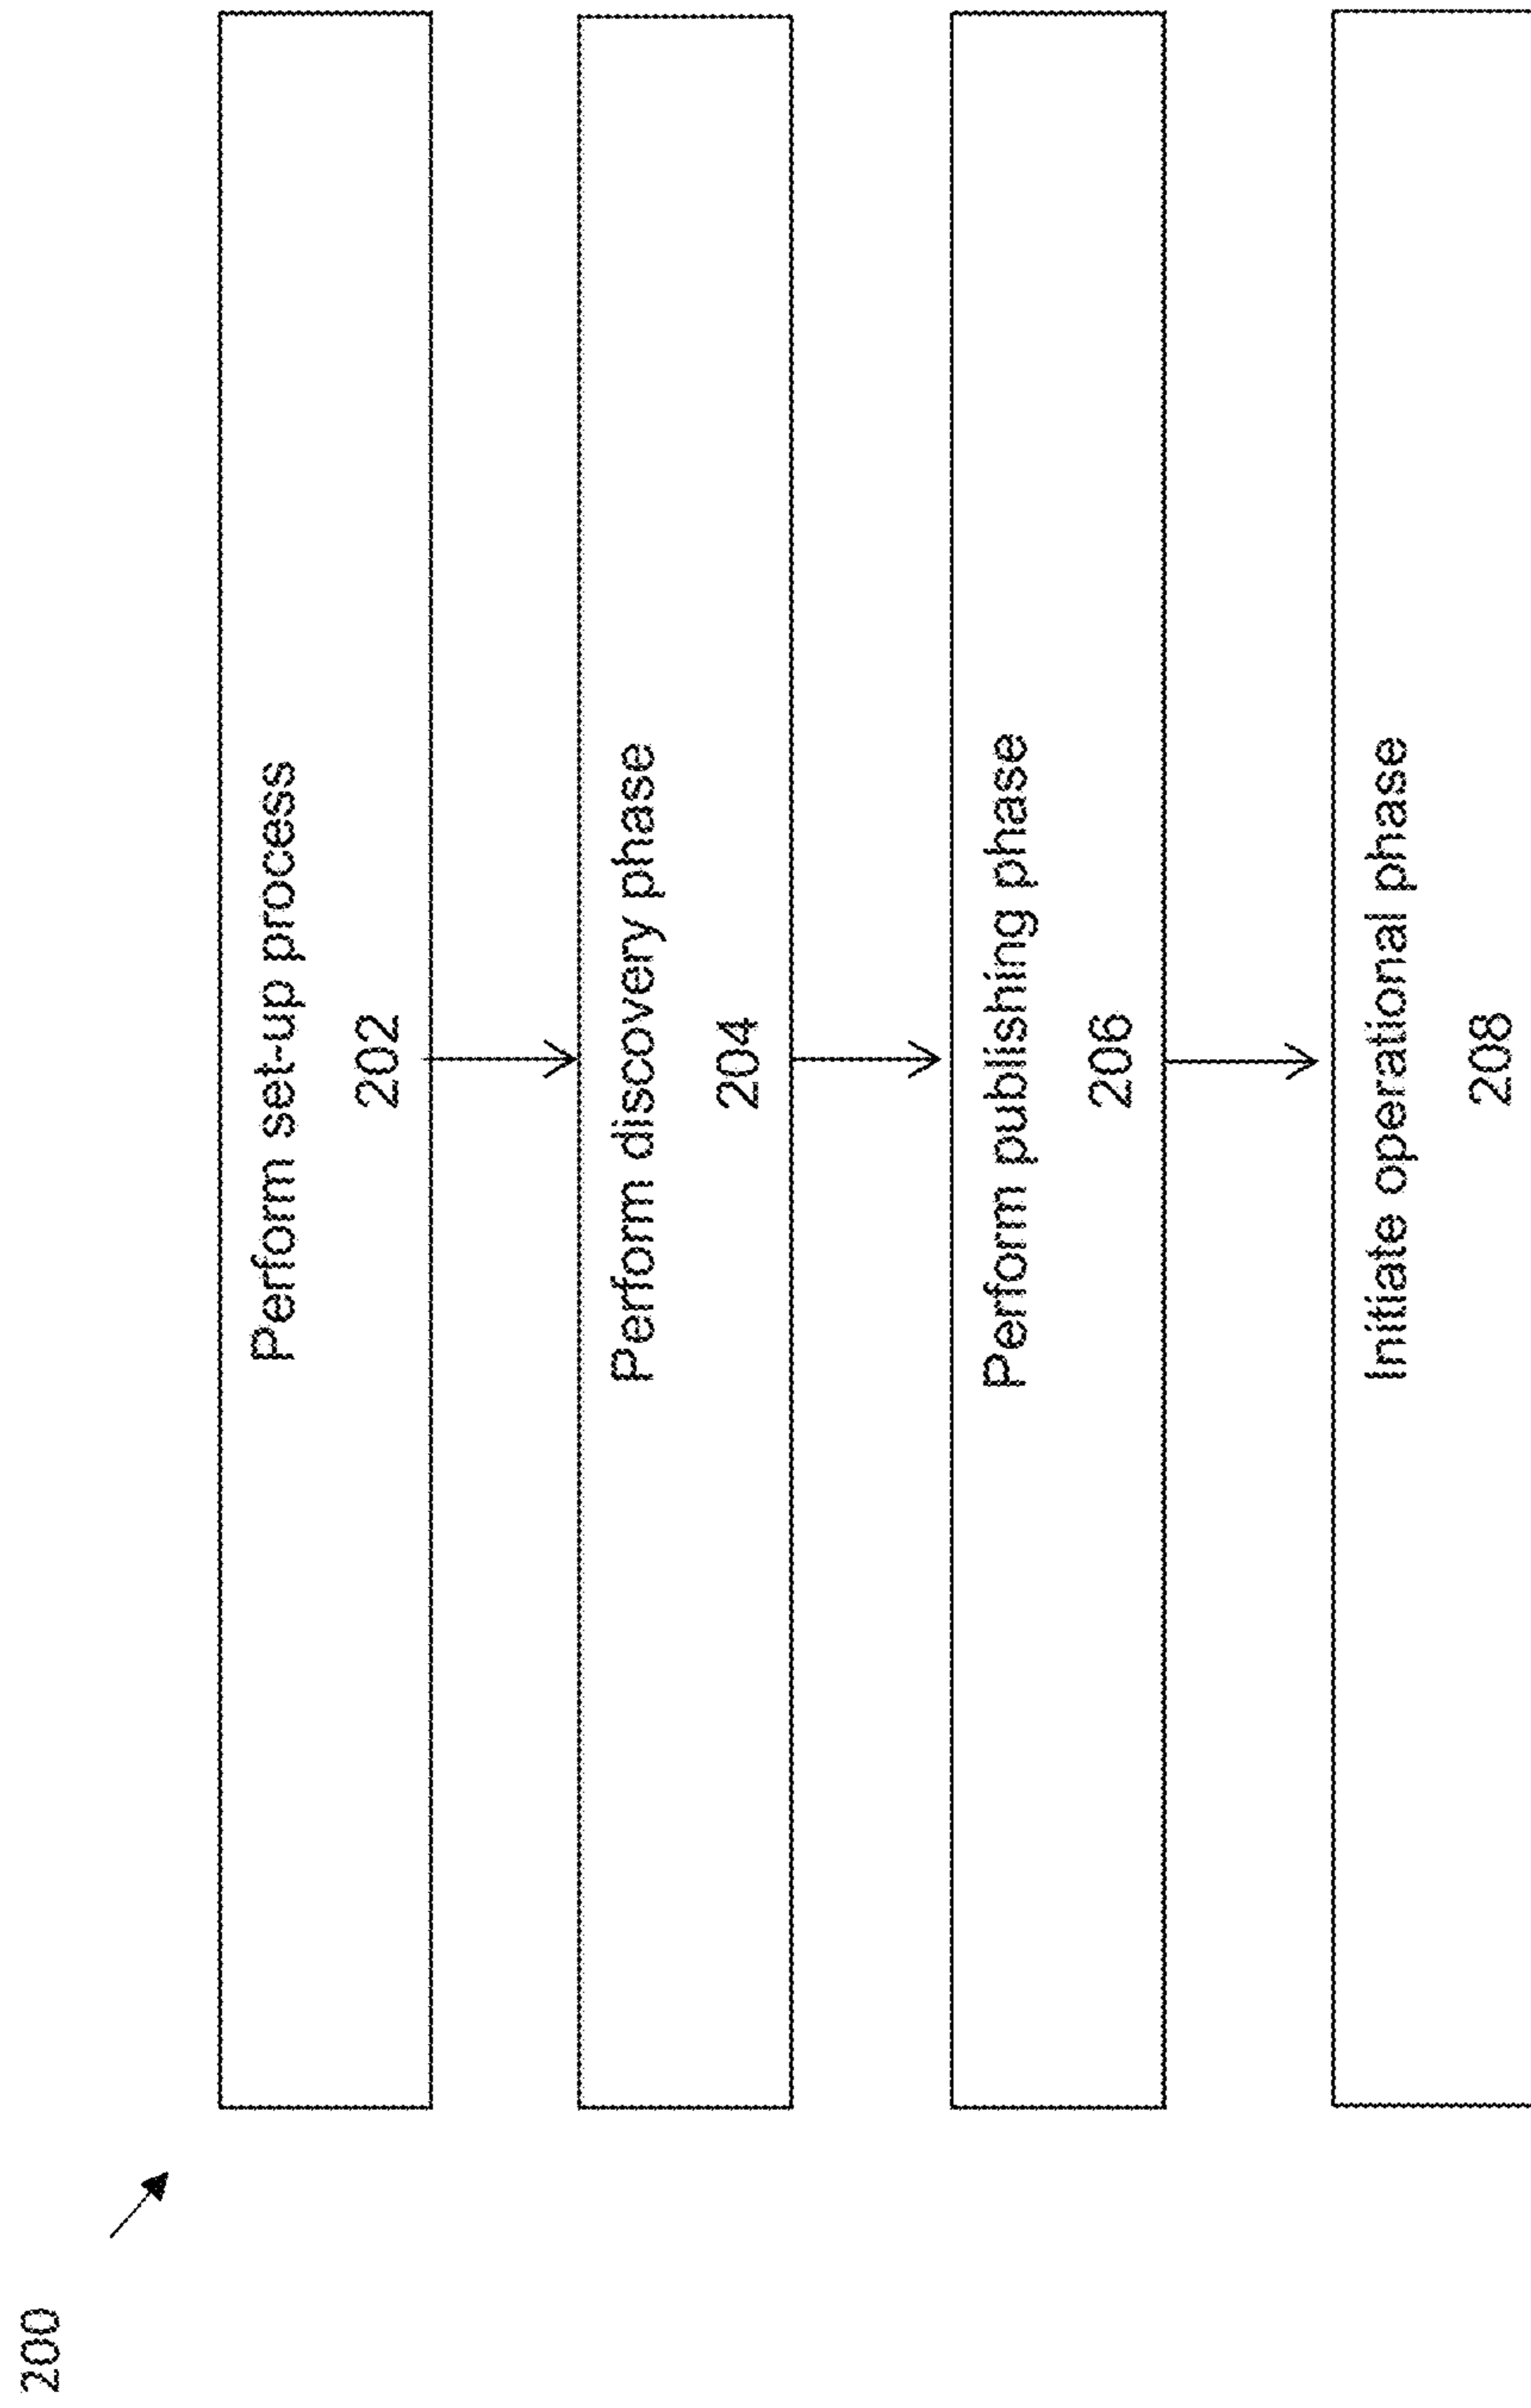 200
Perform set-up process
202
Perform discovery phase
204
Perform publishing phase
206
Initiate operational phase
208